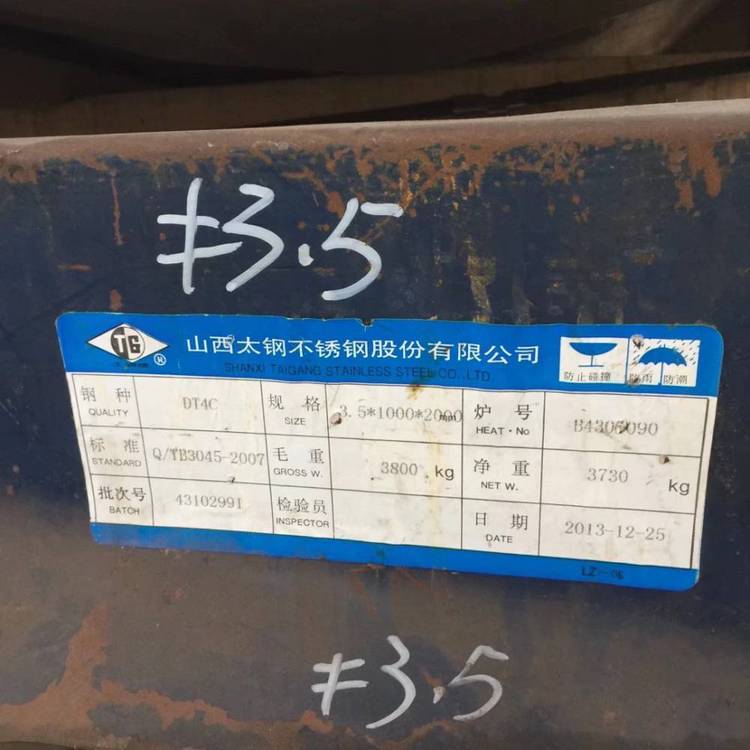 ≠3.5
TG ®
山西太钢不锈钢股份有限公司
SHANXI TAIGANG STAINLESS STEEL CO.,LTD.
防止碰撞 防雨 防潮
钢种 QUALITY DT4C 规格 SIZE 3.5*1000*2000mm 炉号 HEAT·No B4305090
标准 STANDARD Q/TB3045-2007 毛重 GROSS W. 3800 kg 净重 NET W. 3730 kg
批次号 BATCH 43102991 检验员 INSPECTOR 日期 DATE 2013-12-25
LZ-06
≠3.5